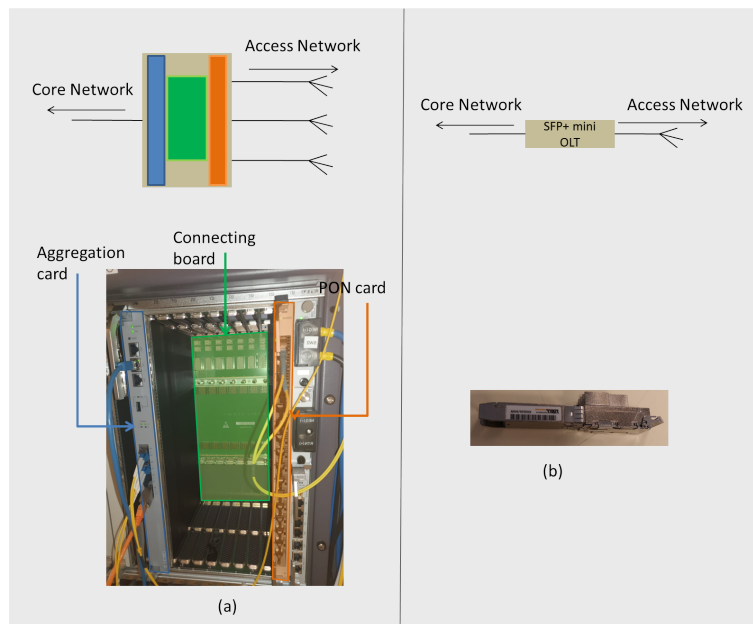 Access Network
Core Network
Connecting
board
Aggregation
card
PON card
(a)
Core Network
Access Network
SFP+ mini
OLT
(b)